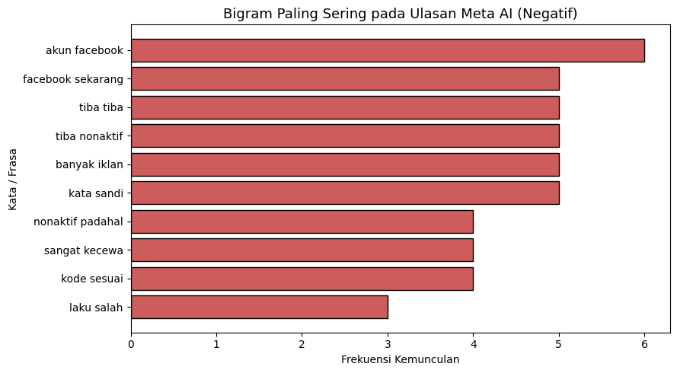 Bigram Paling Sering pada Ulasan Meta AI (Negatif)
Kata / Frasa
akun facebook
facebook sekarang
tiba tiba
tiba nonaktif
banyak iklan
kata sandi
nonaktif padahal
sangat kecewa
kode sesuai
laku salah
0 1 2 3 4 5 6
Frekuensi Kemunculan